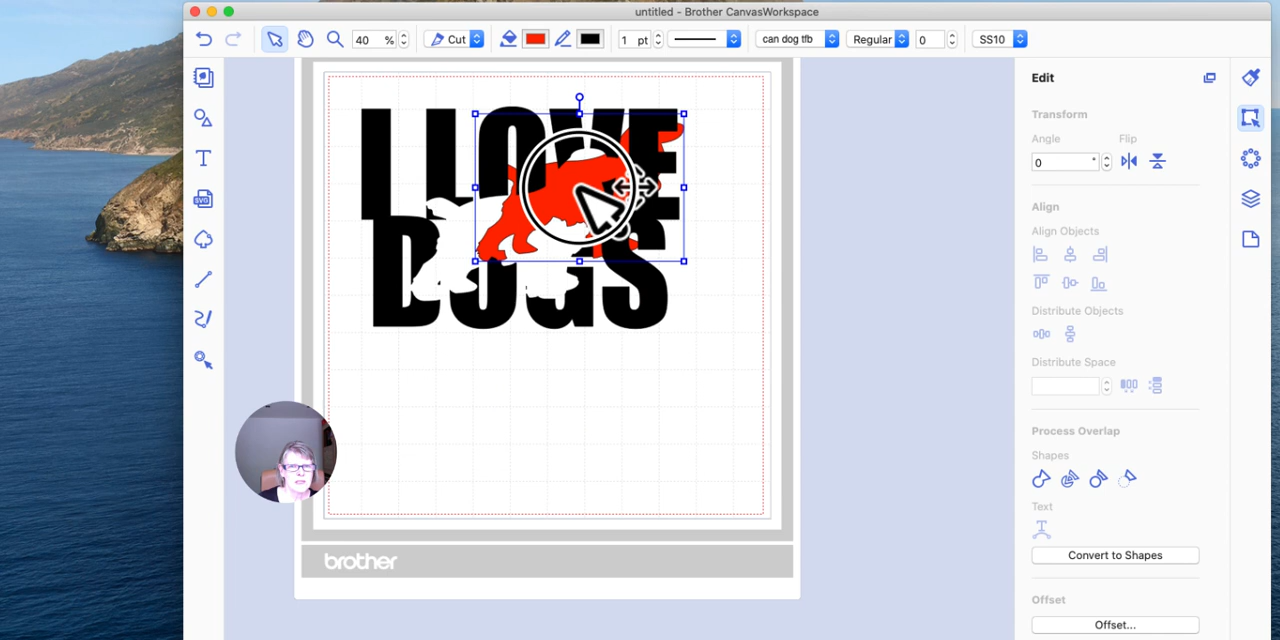 untitled - Brother CanvasWorkspace
40 %
Cut
1 pt
can dog tfb
Regular
0
SS10
Edit
Transform
Angle
Flip
0 °
Align
Align Objects
Distribute Objects
Distribute Space
Process Overlap
Shapes
Text
Convert to Shapes
Offset
Offset...
T
SVG
I LOVE
DOGS
brother